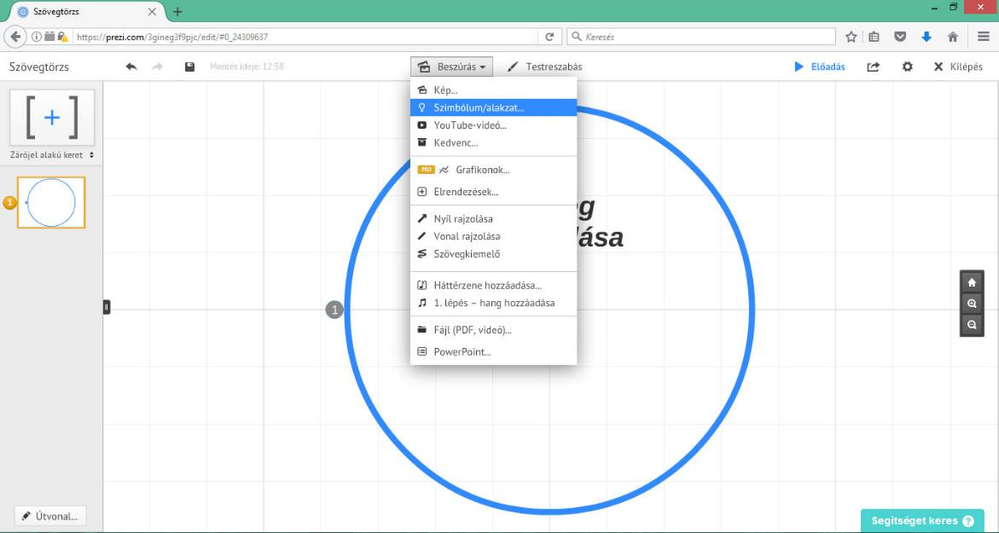 Szövegtörzs
https://prezi.com/3gineg3f9pjc/edit/#0_24309637
Keresés
Szövegtörzs
Mentés ideje: 12:38
Beszúrás
Testreszabás
Előadás
Kilépés
Zárójel alakú keret
1
Kép...
Szimbólum/alakzat...
YouTube-videó...
Kedvenc...
PRO Grafikonok...
Elrendezések...
Nyíl rajzolása
Vonal rajzolása
Szövegkiemelő
Háttérzene hozzáadása...
1. lépés – hang hozzáadása
Fájl (PDF, videó)...
PowerPoint...
1
Útvonal...
Segítséget keres ?